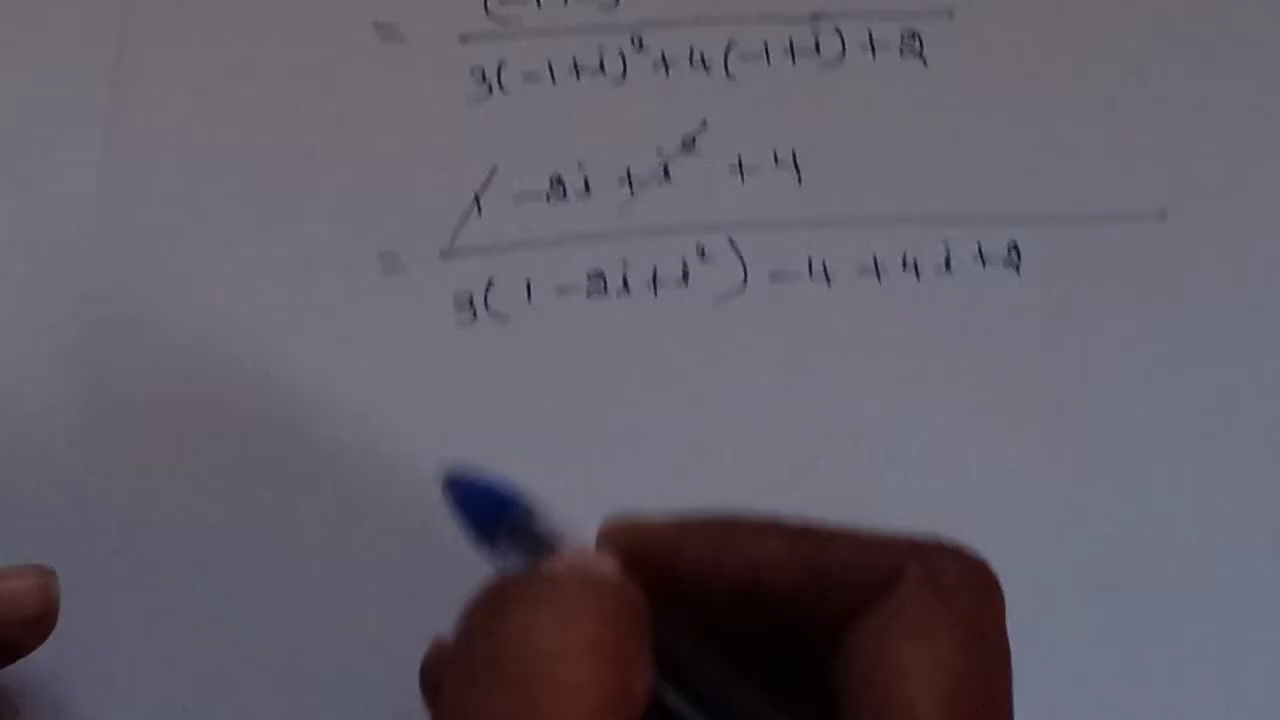 =
3(-1+i)² + 4(-1+i) + 2
1 - 2i + i² + 4
=
3(1 - 2i + i²) - 4 + 4i + 2